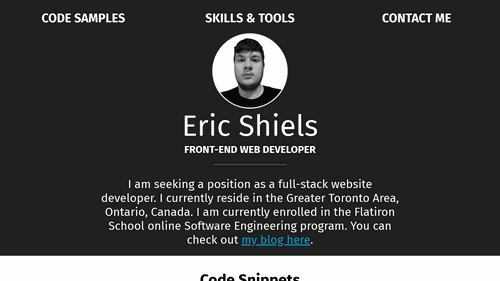 CODE SAMPLES SKILLS & TOOLS CONTACT ME
Eric Shiels
FRONT-END WEB DEVELOPER
I am seeking a position as a full-stack website
developer. I currently reside in the Greater Toronto Area,
Ontario, Canada. I am currently enrolled in the Flatiron
School online Software Engineering program. You can
check out my blog here.
Code Snippets